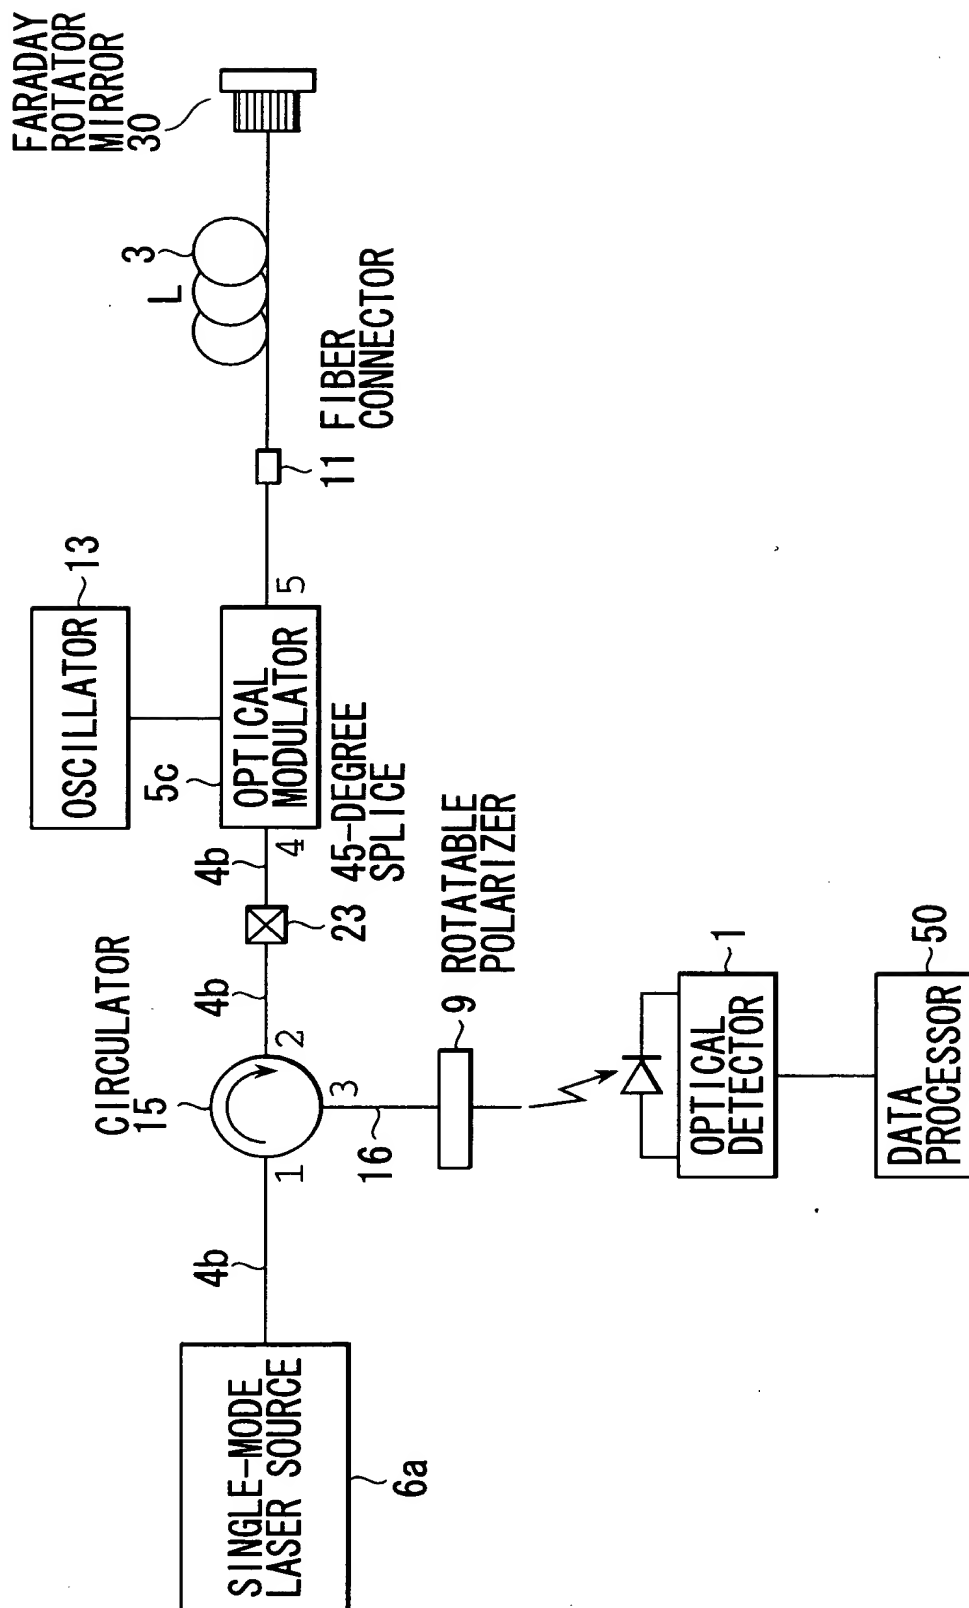 FARADAY
ROTATOR
MIRROR
30
3
L
FIBER
CONNECTOR
11
OSCILLATOR
13
5c
OPTICAL
MODULATOR
4
5
45-DEGREE
SPLICE
4b
23
4b
CIRCULATOR
15
1
2
3
16
9
ROTATABLE
POLARIZER
4b
SINGLE-MODE
LASER SOURCE
6a
OPTICAL
DETECTOR
1
DATA
PROCESSOR
50